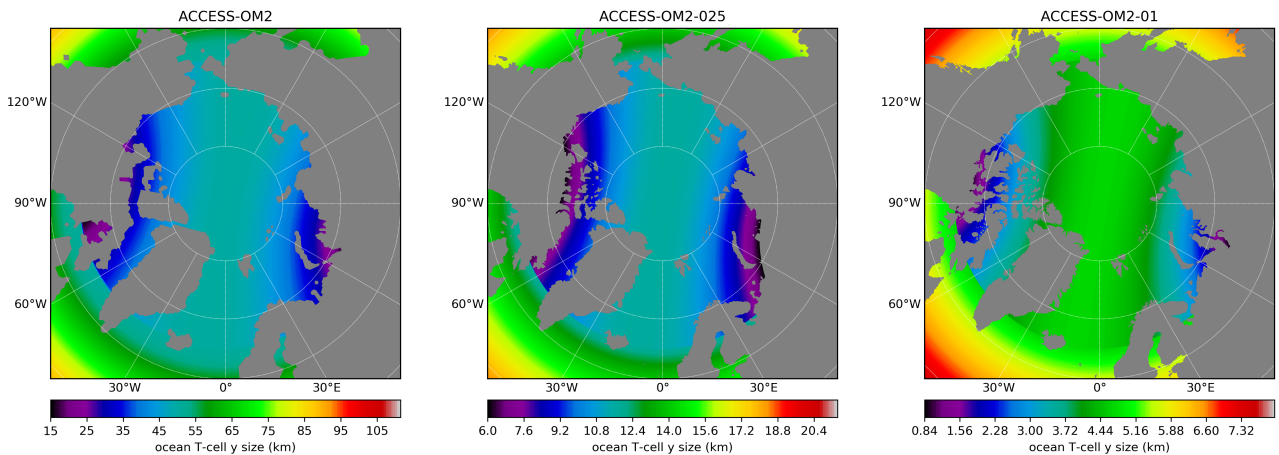 ACCESS-OM2
ACCESS-OM2-025
ACCESS-OM2-01
120°W
90°W
60°W
30°W 0° 30°E
15 25 35 45 55 65 75 85 95 105
ocean T-cell y size (km)
120°W
90°W
60°W
30°W 0° 30°E
6.0 7.6 9.2 10.8 12.4 14.0 15.6 17.2 18.8 20.4
ocean T-cell y size (km)
120°W
90°W
60°W
30°W 0° 30°E
0.84 1.56 2.28 3.00 3.72 4.44 5.16 5.88 6.60 7.32
ocean T-cell y size (km)